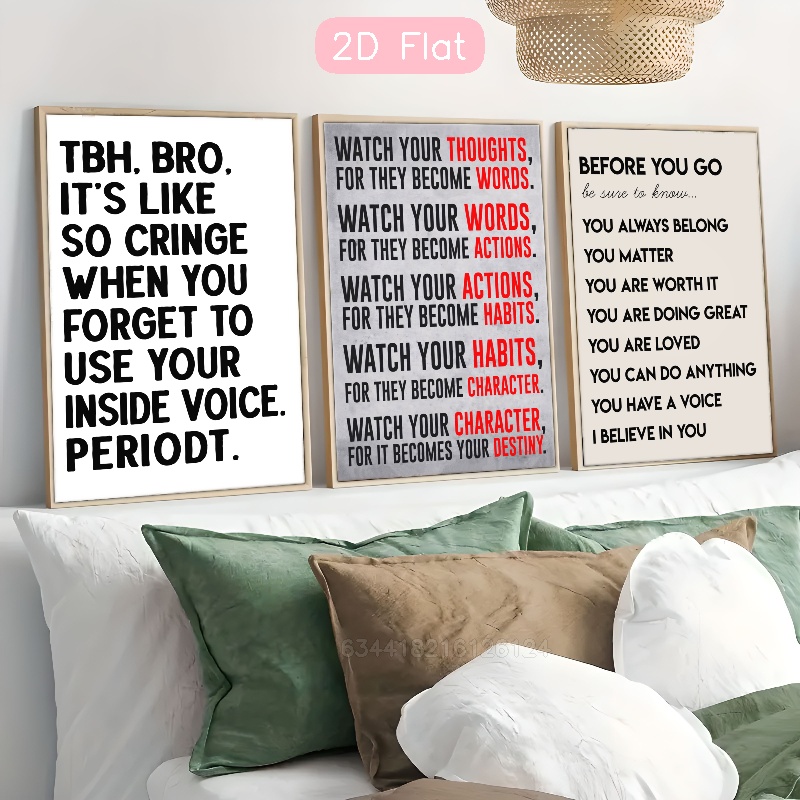 2D Flat
TBH, BRO,
IT'S LIKE
SO CRINGE
WHEN YOU
FORGET TO
USE YOUR
INSIDE VOICE.
PERIODT.
WATCH YOUR THOUGHTS,
FOR THEY BECOME WORDS.
WATCH YOUR WORDS,
FOR THEY BECOME ACTIONS.
WATCH YOUR ACTIONS,
FOR THEY BECOME HABITS.
WATCH YOUR HABITS,
FOR THEY BECOME CHARACTER.
WATCH YOUR CHARACTER,
FOR IT BECOMES YOUR DESTINY.
BEFORE YOU GO
be sure to know...
YOU ALWAYS BELONG
YOU MATTER
YOU ARE WORTH IT
YOU ARE DOING GREAT
YOU ARE LOVED
YOU CAN DO ANYTHING
YOU HAVE A VOICE
I BELIEVE IN YOU